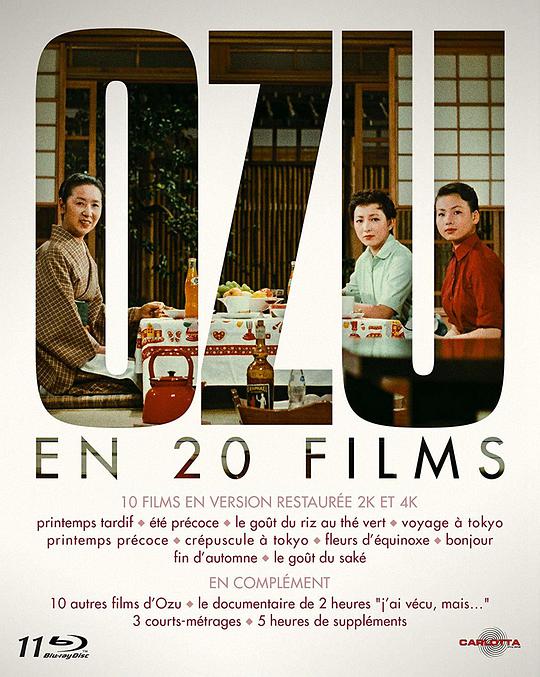 OZU
EN 20 FILMS
10 FILMS EN VERSION RESTAURÉE 2K ET 4K
printemps tardif ◆ été précoce ◆ le goût du riz au thé vert ◆ voyage à tokyo
printemps précoce ◆ crépuscule à tokyo ◆ fleurs d’équinoxe ◆ bonjour
fin d’automne ◆ le goût du saké
EN COMPLÉMENT
10 autres films d’Ozu ◆ le documentaire de 2 heures "j’ai vécu, mais..."
3 courts-métrages ◆ 5 heures de suppléments
11 Blu-ray Disc
CARLOTTA